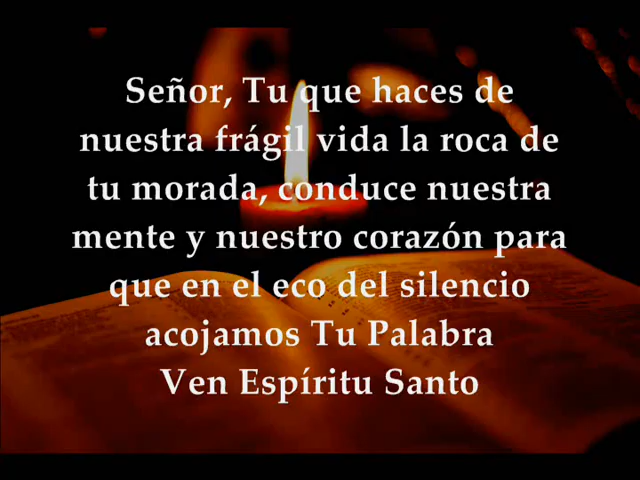 Señor, Tu que haces de
nuestra frágil vida la roca de
tu morada, conduce nuestra
mente y nuestro corazón para
que en el eco del silencio
acojamos Tu Palabra
Ven Espíritu Santo